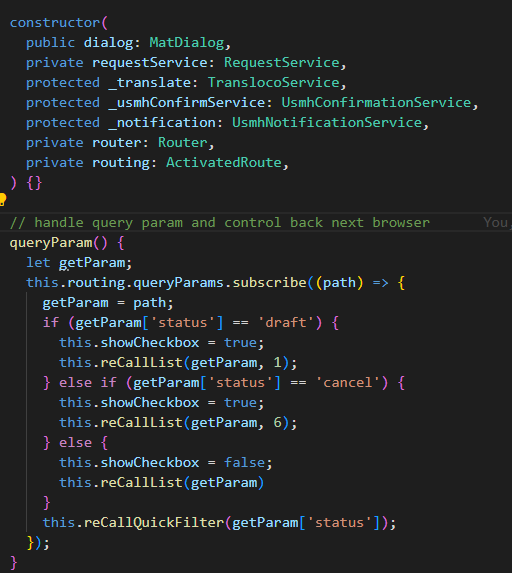 constructor(
public dialog: MatDialog,
private requestService: RequestService,
protected _translate: TranslocoService,
protected _usmhConfirmService: UsmhConfirmationService,
protected _notification: UsmhNotificationService,
private router: Router,
private routing: ActivatedRoute,
) {}
// handle query param and control back next browser You,
queryParam() {
let getParam;
this.routing.queryParams.subscribe((path) => {
getParam = path;
if (getParam['status'] == 'draft') {
this.showCheckbox = true;
this.reCallList(getParam, 1);
} else if (getParam['status'] == 'cancel') {
this.showCheckbox = true;
this.reCallList(getParam, 6);
} else {
this.showCheckbox = false;
this.reCallList(getParam)
}
this.reCallQuickFilter(getParam['status']);
});
}